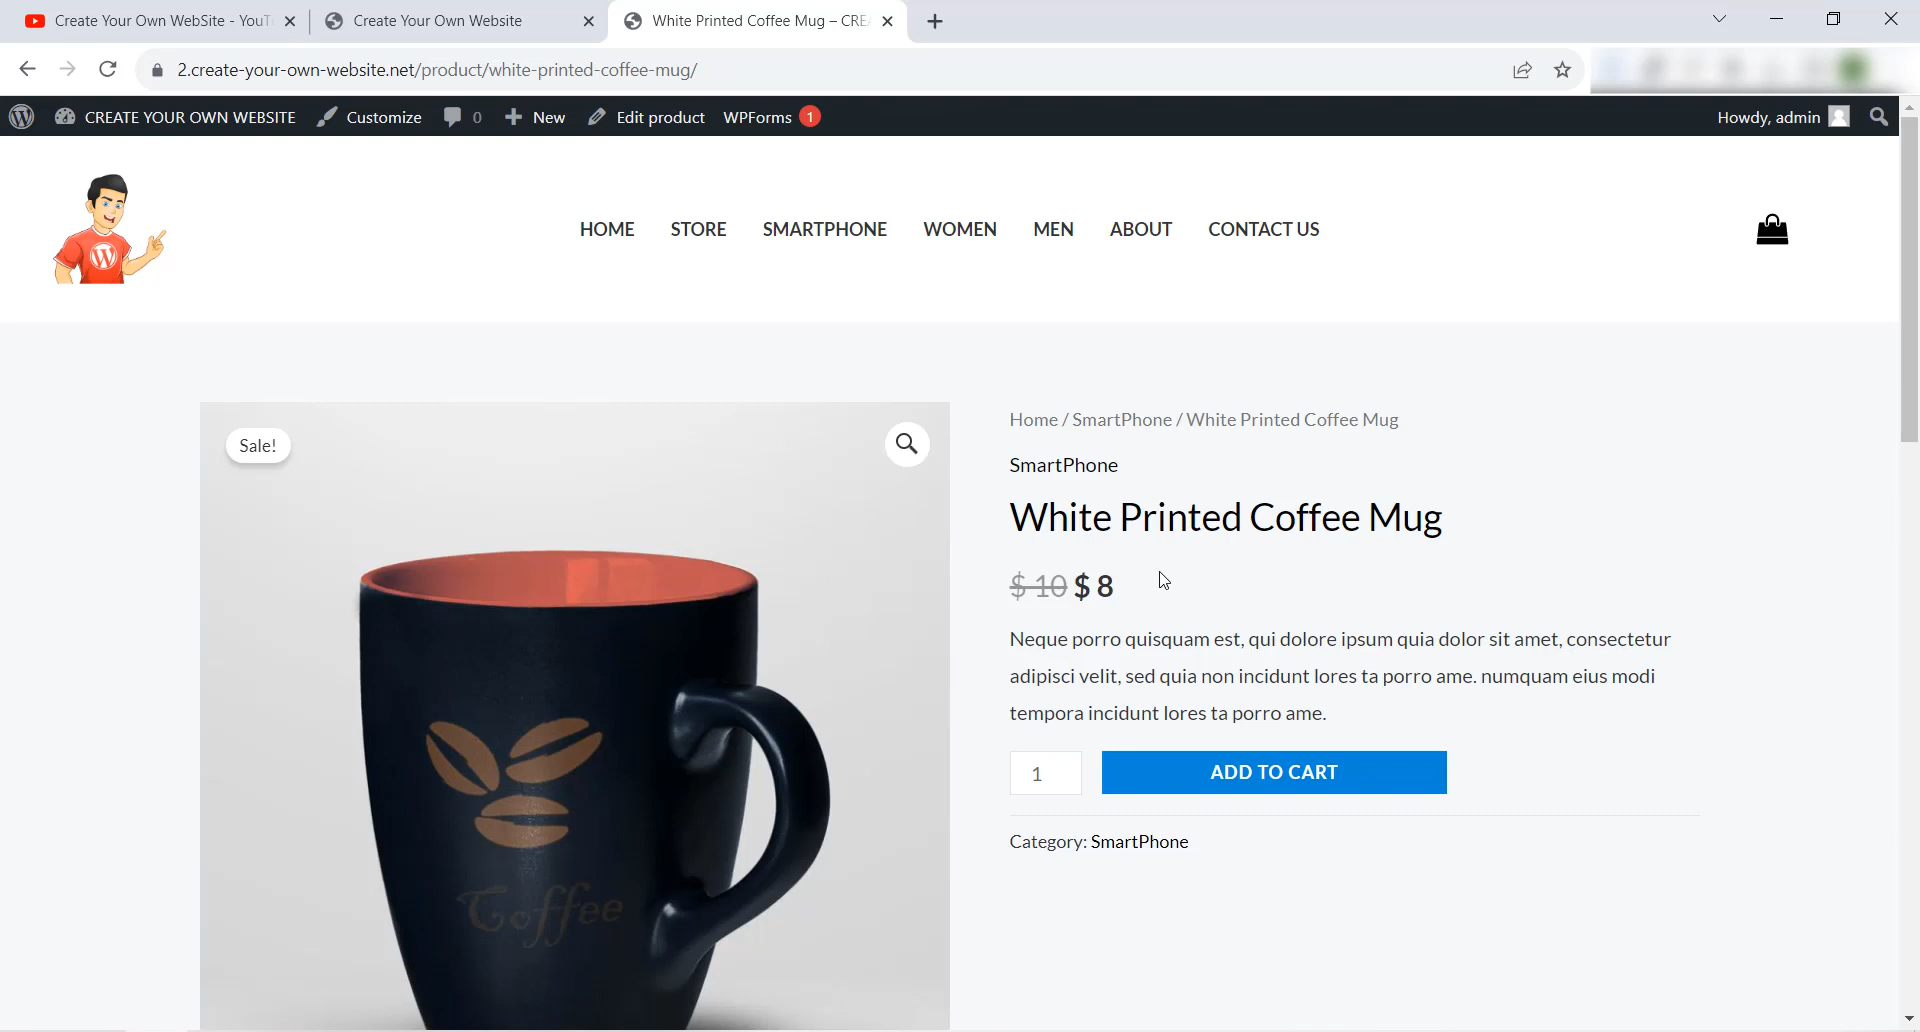 Create Your Own WebSite - YouT
Create Your Own Website
White Printed Coffee Mug – CRE
2.create-your-own-website.net/product/white-printed-coffee-mug/
CREATE YOUR OWN WEBSITE
Customize
0
New
Edit product
WPForms 1
Howdy, admin
HOME
STORE
SMARTPHONE
WOMEN
MEN
ABOUT
CONTACT US
Sale!
Coffee
Home / SmartPhone / White Printed Coffee Mug
SmartPhone
White Printed Coffee Mug
$ 10 $ 8
Neque porro quisquam est, qui dolore ipsum quia dolor sit amet, consectetur
adipisci velit, sed quia non incidunt lores ta porro ame. numquam eius modi
tempora incidunt lores ta porro ame.
1
ADD TO CART
Category: SmartPhone